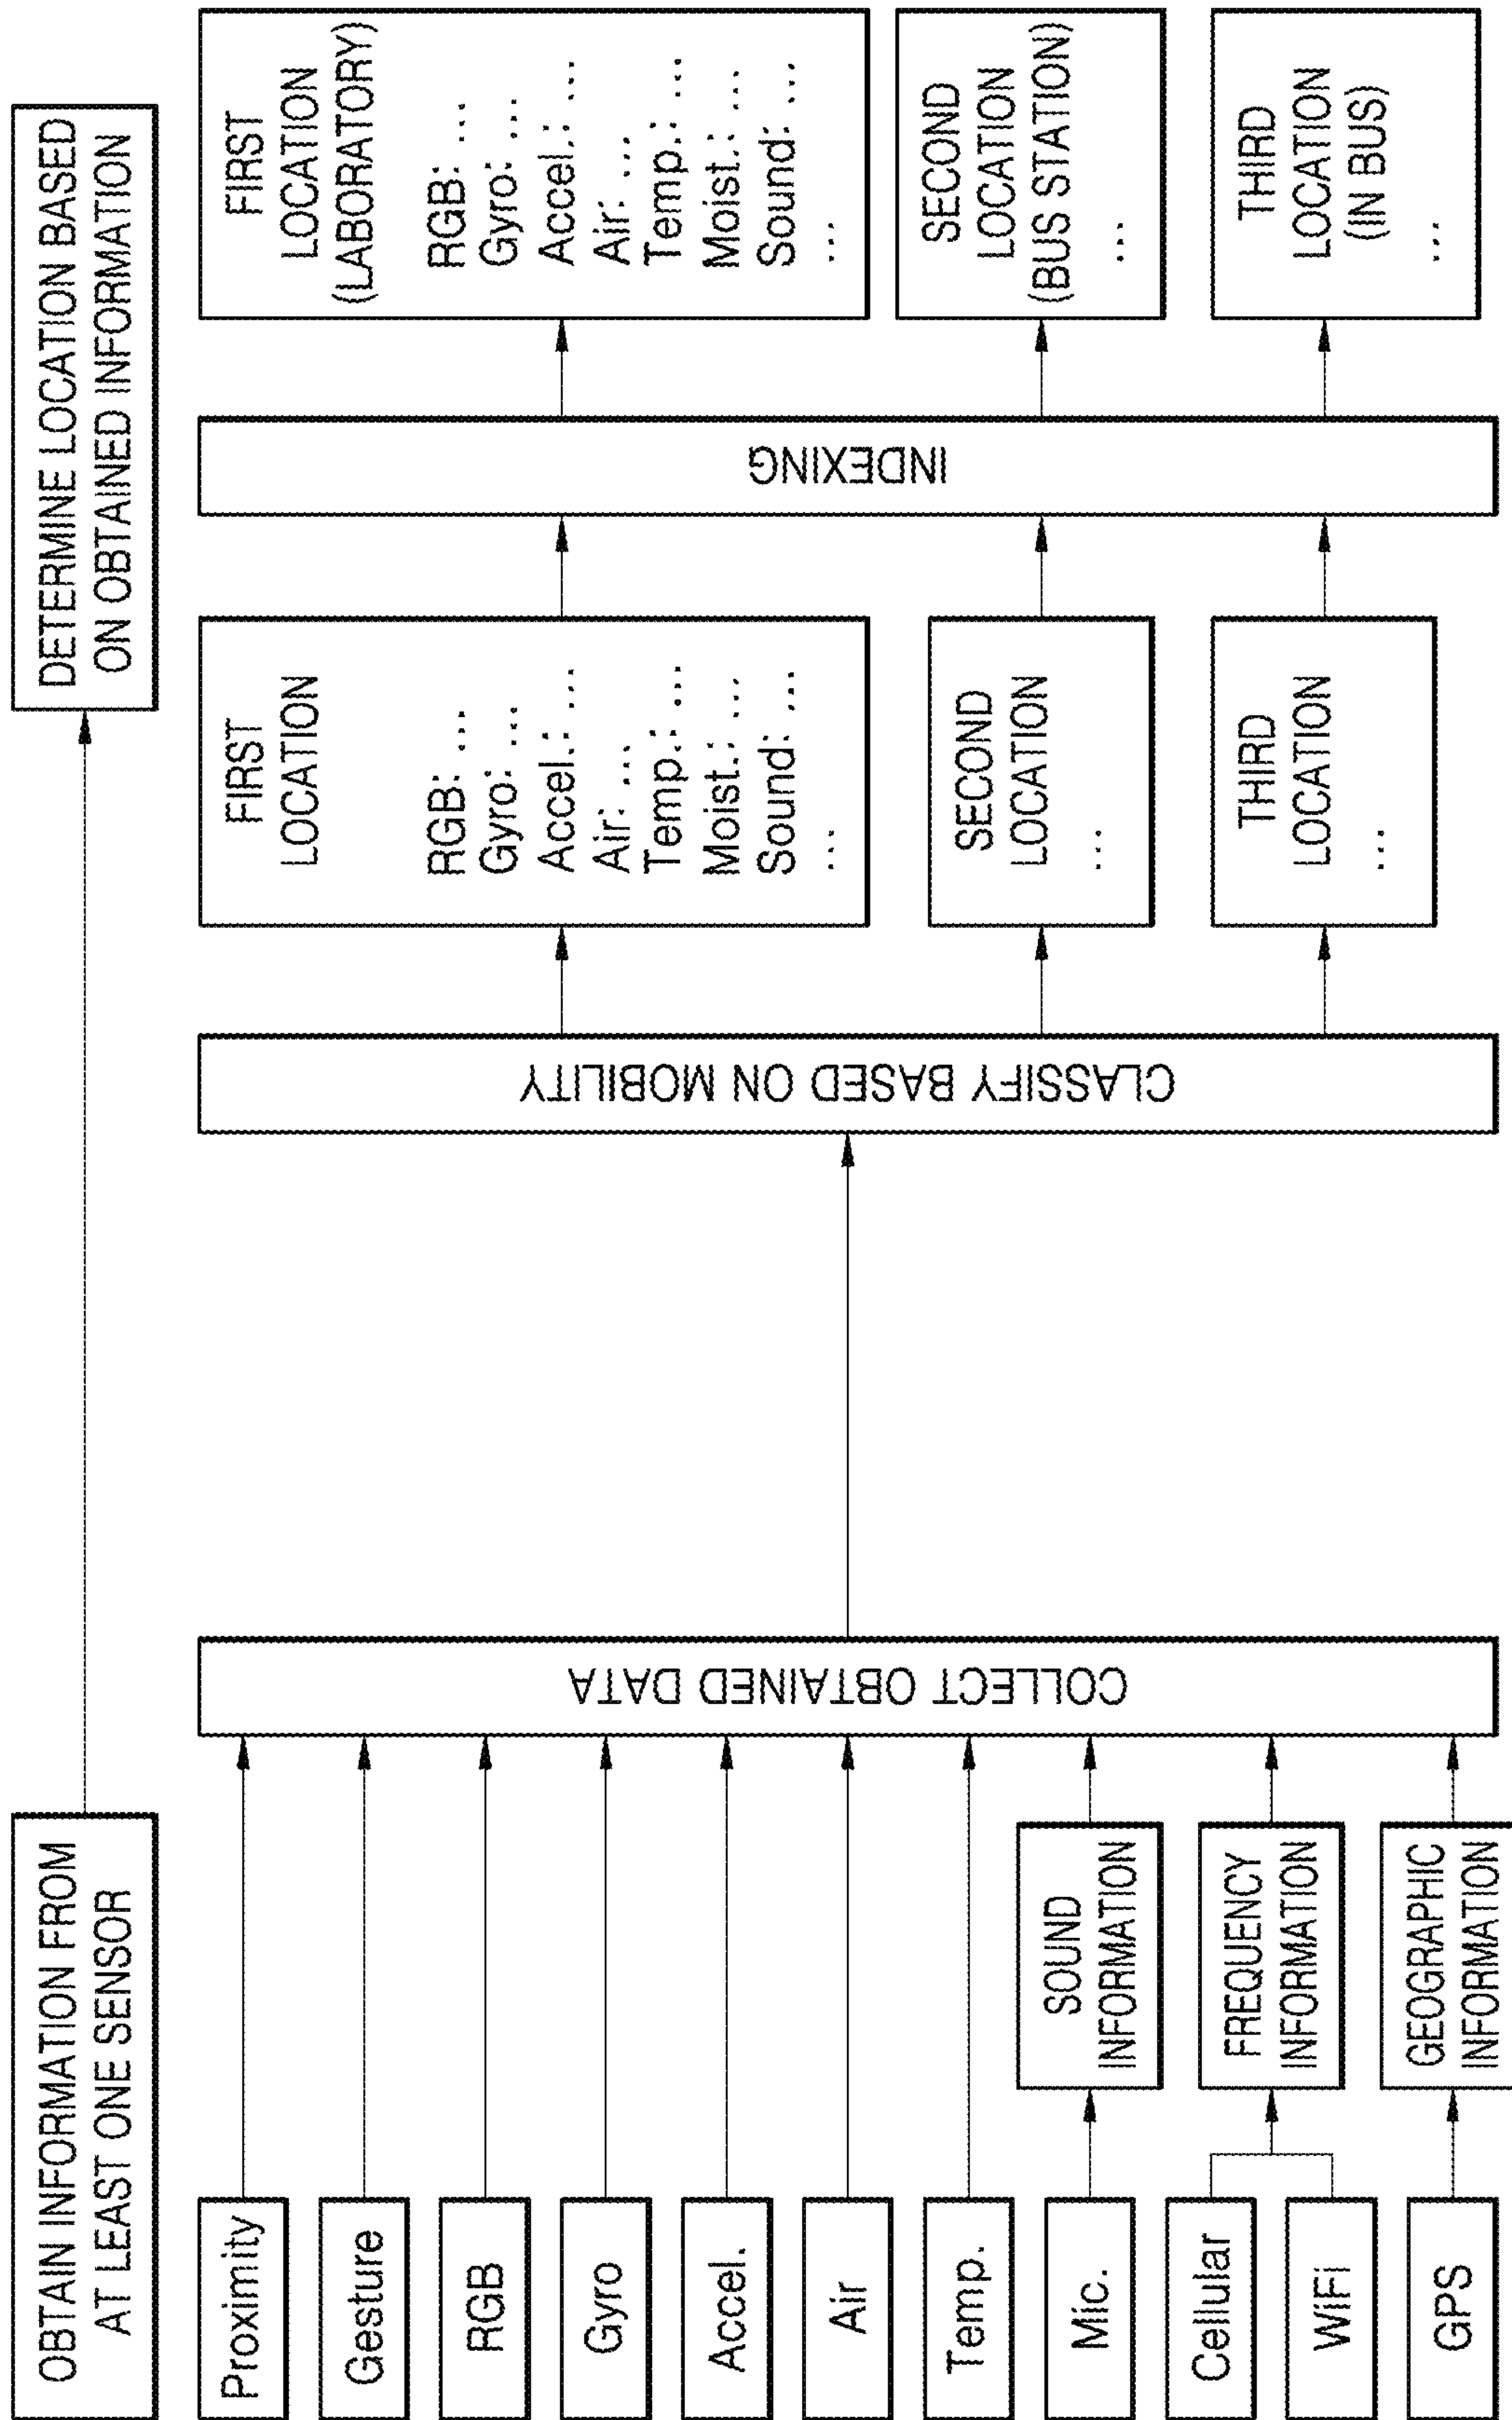 OBTAIN INFORMATION FROM
AT LEAST ONE SENSOR
DETERMINE LOCATION BASED
ON OBTAINED INFORMATION
Proximity
Gesture
RGB
Gyro
Accel.
Air
Temp.
Mic.
Cellular
WiFi
GPS
SOUND
INFORMATION
FREQUENCY
INFORMATION
GEOGRAPHIC
INFORMATION
COLLECT OBTAINED DATA
CLASSIFY BASED ON MOBILITY
FIRST
LOCATION
RGB: ...
Gyro: ...
Accel.: ...
Air: ...
Temp.: ...
Moist.: ...
Sound: ...
...
SECOND
LOCATION
...
THIRD
LOCATION
...
INDEXING
FIRST
LOCATION
(LABORATORY)
RGB: ...
Gyro: ...
Accel.: ...
Air: ...
Temp.: ...
Moist.: ...
Sound: ...
...
SECOND
LOCATION
(BUS STATION)
...
THIRD
LOCATION
(IN BUS)
...